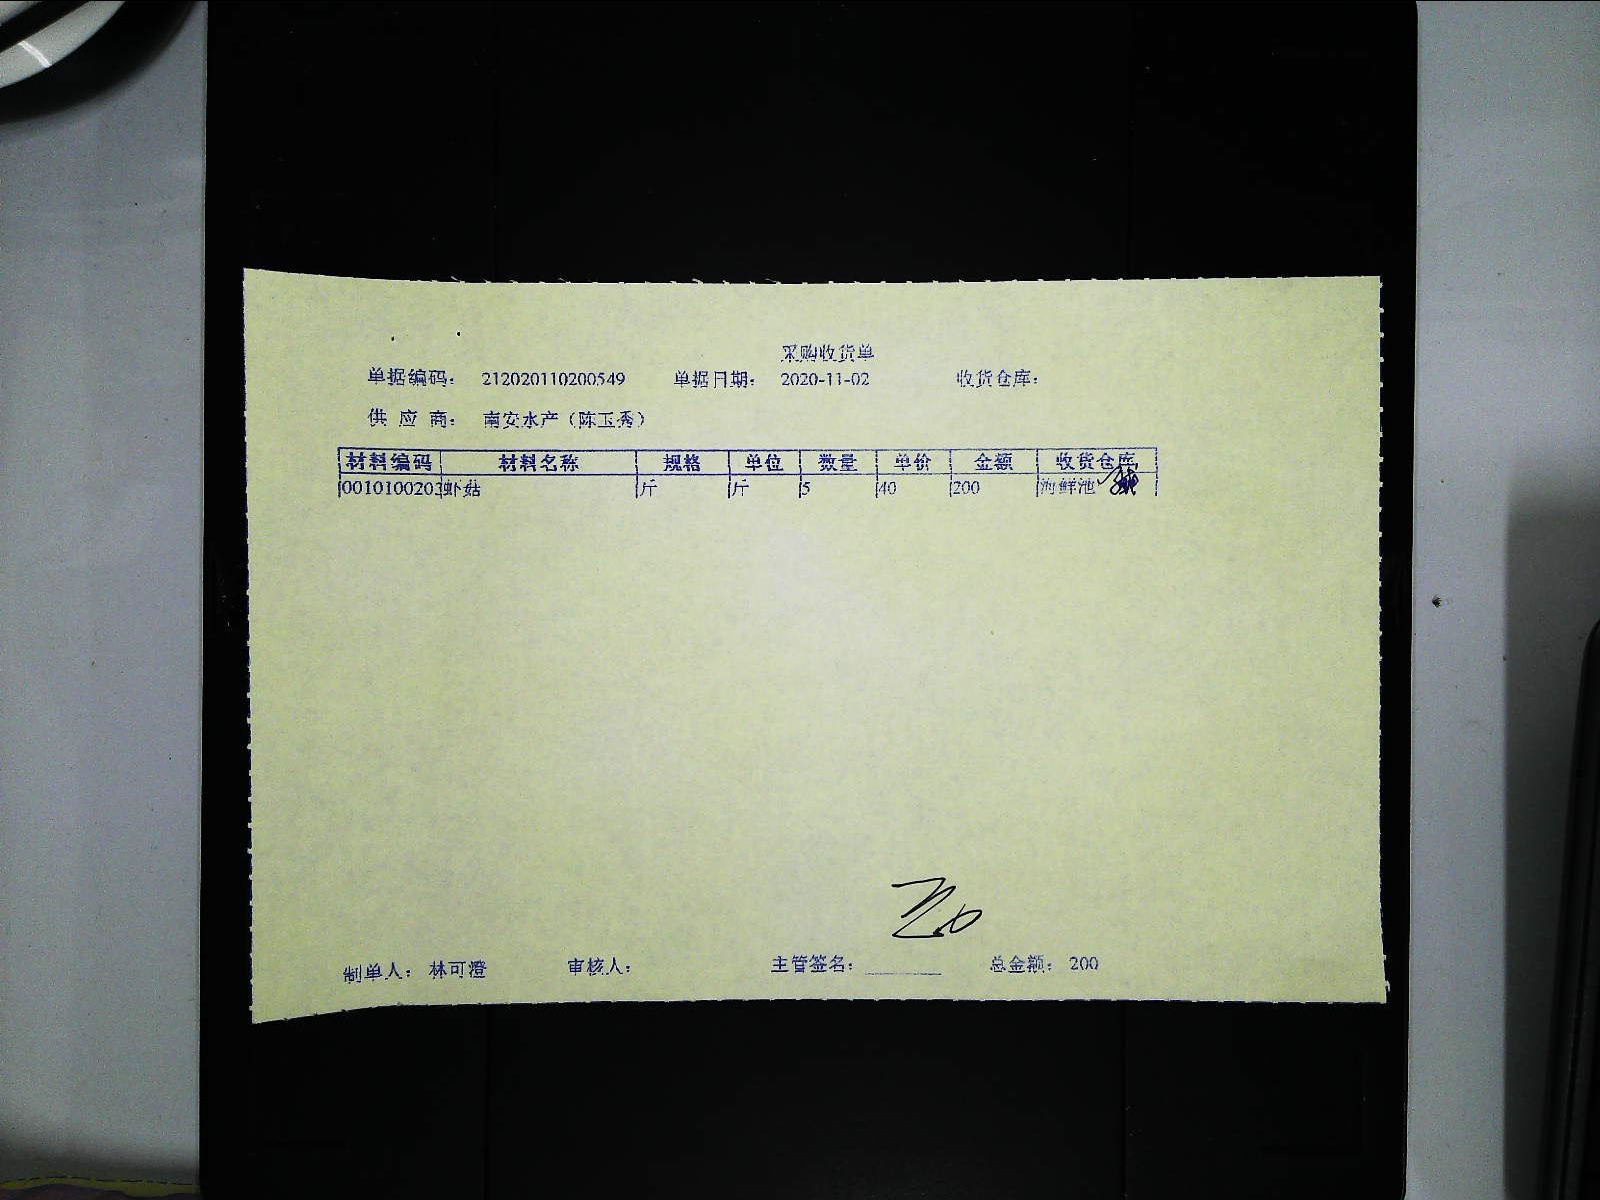 采购收货单
单据编码： 212020110200549 单据日期： 2020-11-02 收货仓库：
供应商： 南安水产（陈玉秀）
材料编码 材料名称 规格 单位 数量 单价 金额 收货仓库
0010100202 虾菇 斤 斤 5 40 200 海鲜池
制单人： 林可澄 审核人： 主管签名： 总金额： 200